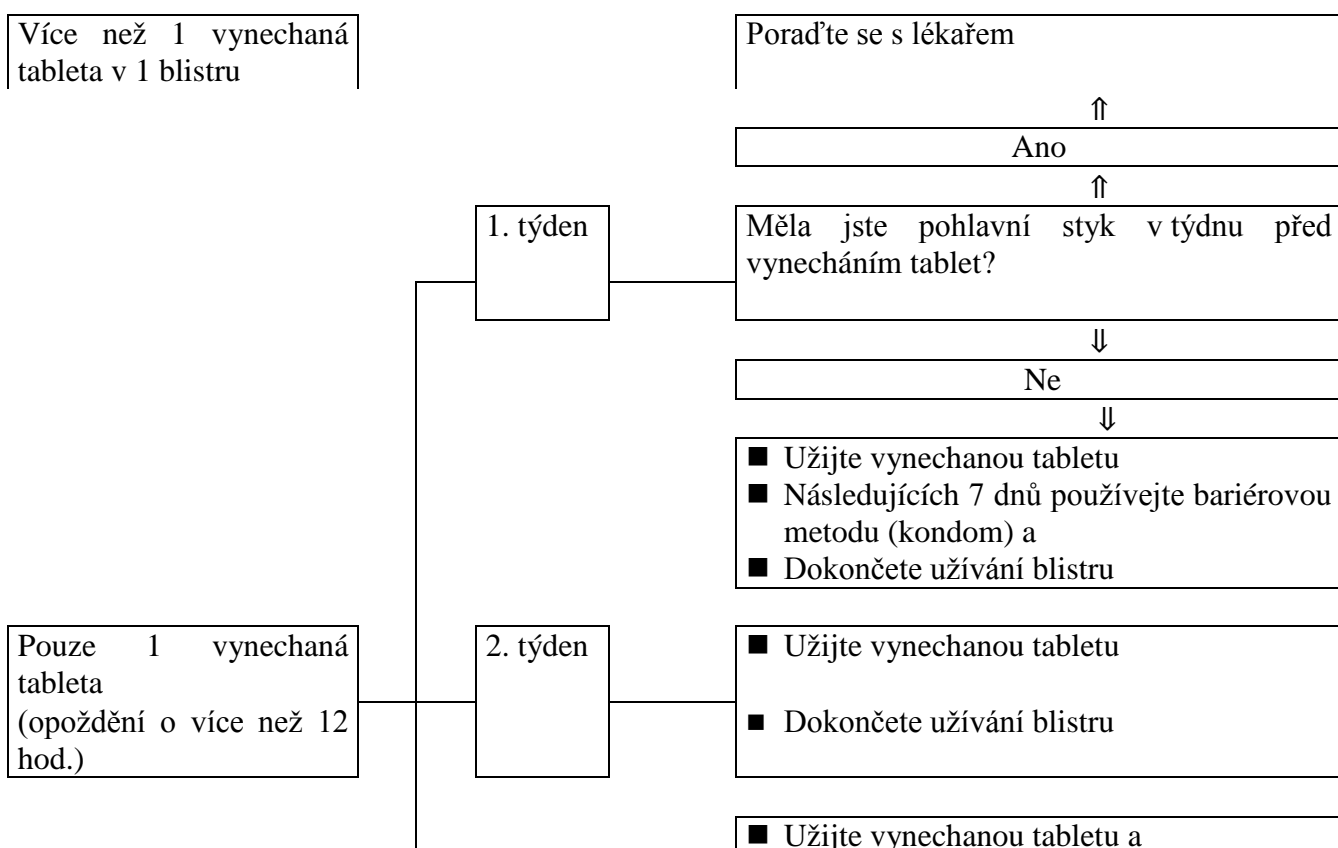 Více než 1 vynechaná
tableta v 1 blistru
Poraďte se s lékařem
⇑
Ano
⇑
1. týden
Měla jste pohlavní styk v týdnu před
vynecháním tablet?
⇓
Ne
⇓
■ Užijte vynechanou tabletu
■ Následujících 7 dnů používejte bariérovou
metodu (kondom) a
■ Dokončete užívání blistru
Pouze 1 vynechaná
tableta
(opoždění o více než 12
hod.)
2. týden
■ Užijte vynechanou tabletu
■ Dokončete užívání blistru
■ Užijte vynechanou tabletu a